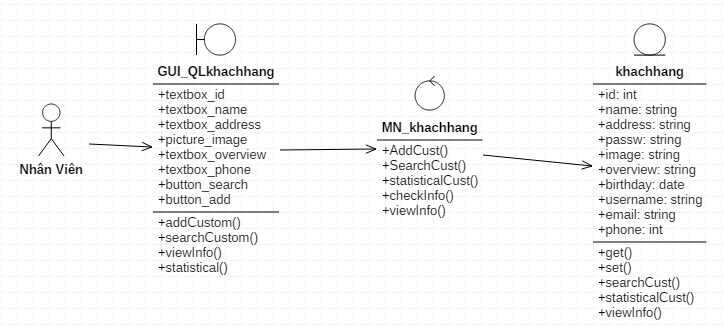 Nhân Viên
GUI_QLkhachhang
+textbox_id
+textbox_name
+textbox_address
+picture_image
+textbox_overview
+textbox_phone
+button_search
+button_add
+addCustom()
+searchCustom()
+viewInfo()
+statistical()
MN_khachhang
+AddCust()
+SearchCust()
+statisticalCust()
+checkInfo()
+viewInfo()
khachhang
+id: int
+name: string
+address: string
+passw: string
+image: string
+overview: string
+birthday: date
+username: string
+email: string
+phone: int
+get()
+set()
+searchCust()
+statisticalCust()
+viewInfo()